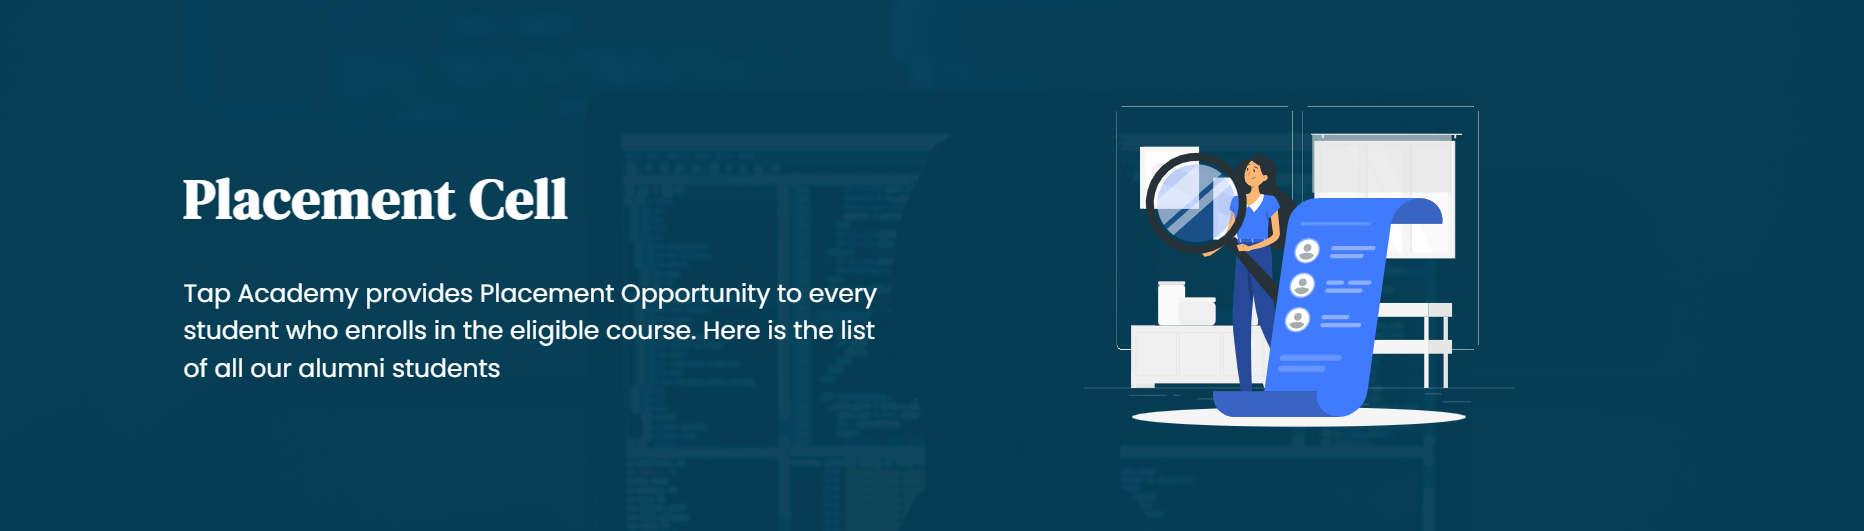 Placement Cell
Tap Academy provides Placement Opportunity to every
student who enrolls in the eligible course. Here is the list
of all our alumni students